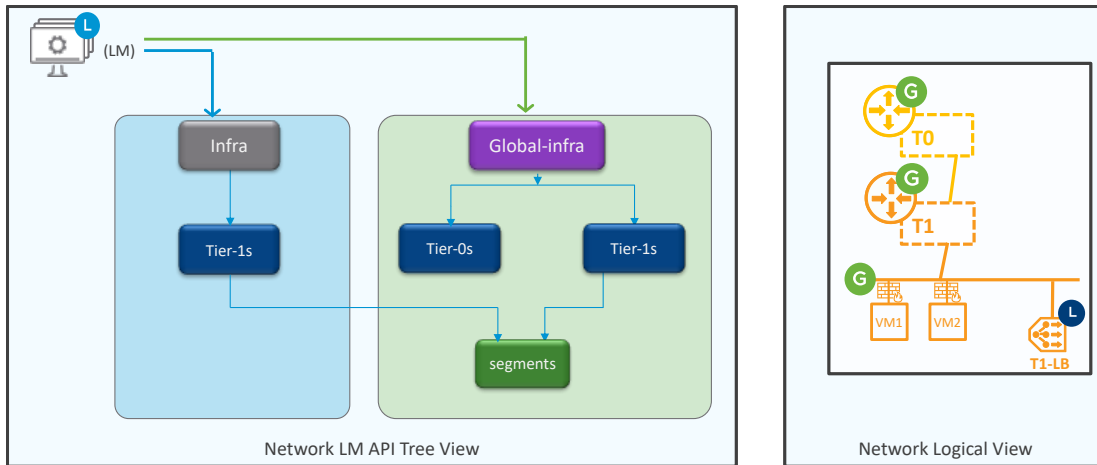 L
(LM)
Infra
Global-infra
Tier-1s
Tier-0s
Tier-1s
segments
Network LM API Tree View
G
T0
G
T1
G
VM1
VM2
L
T1-LB
Network Logical View